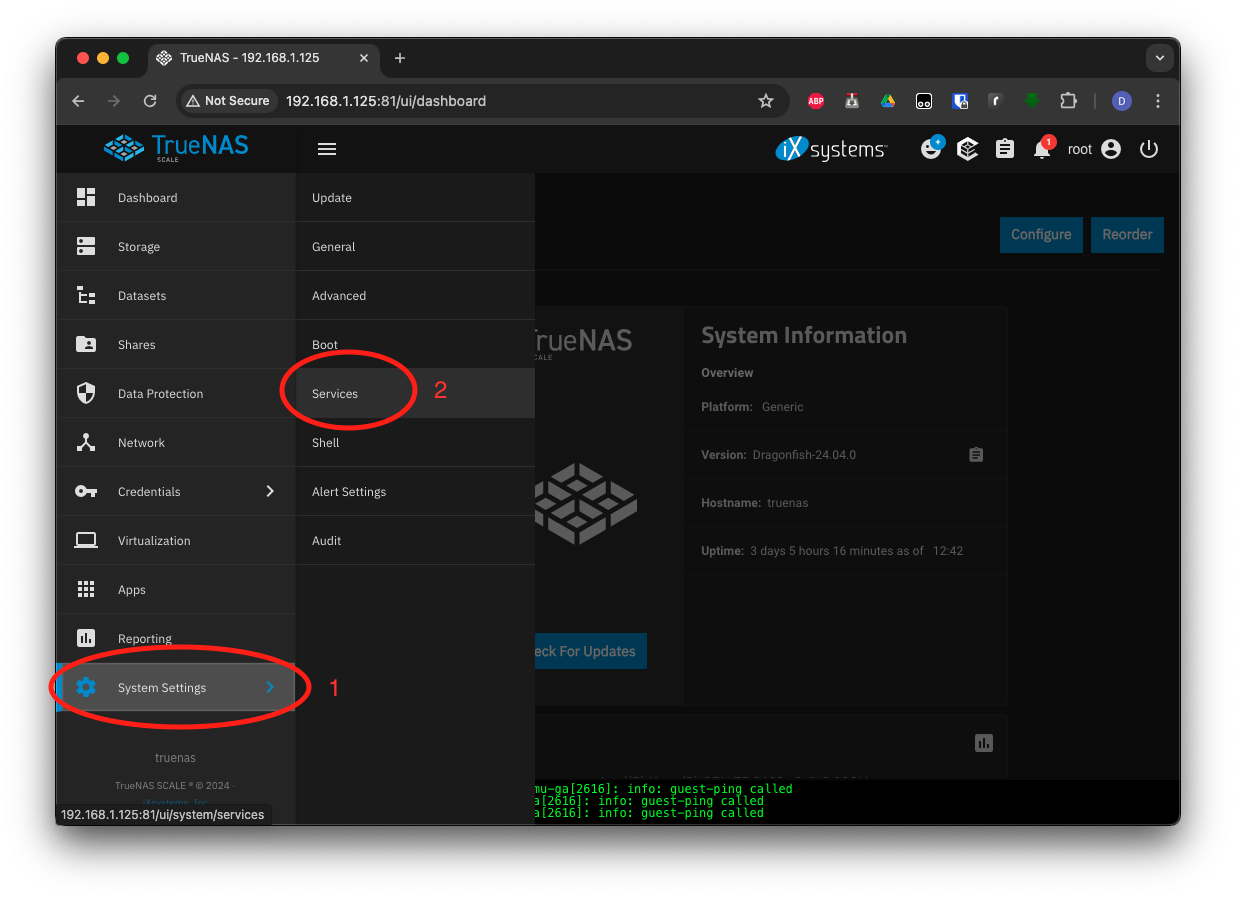 TrueNAS - 192.168.1.125
Not Secure
192.168.1.125:81/ui/dashboard
ABP
r
D
TrueNAS
SCALE
iXsystems™
1
root
Dashboard
Storage
Datasets
Shares
Data Protection
Network
Credentials
Virtualization
Apps
Reporting
System Settings
1
truenas
TrueNAS SCALE ® © 2024 -
iXsystems, Inc.
192.168.1.125:81/ui/system/services
Update
General
Advanced
Boot
Services
2
Shell
Alert Settings
Audit
Configure
Reorder
rueNAS
CALE
System Information
Overview
Platform: Generic
Version: Dragonfish-24.04.0
Hostname: truenas
Uptime: 3 days 5 hours 16 minutes as of 12:42
eck For Updates
mu-ga[2616]: info: guest-ping called
a[2616]: info: guest-ping called
a[2616]: info: guest-ping called